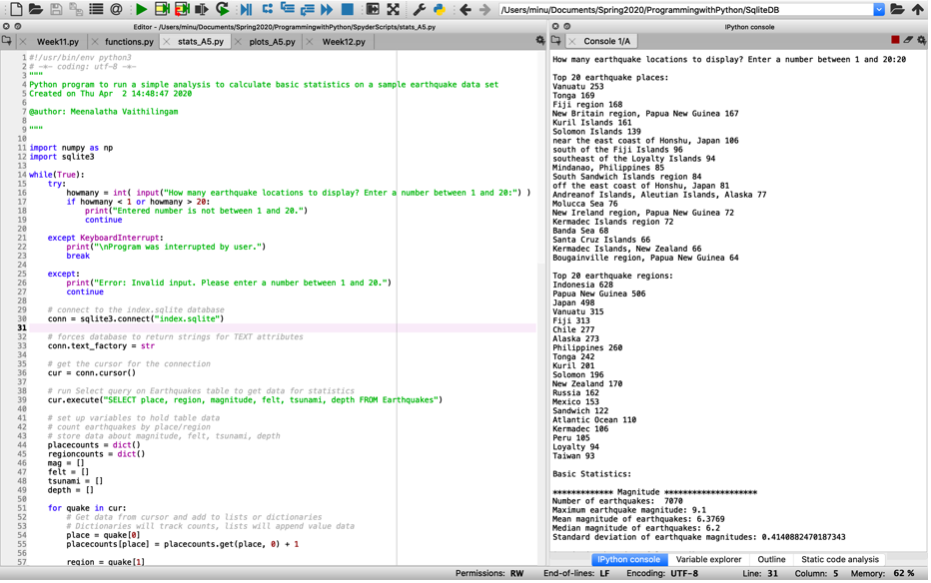 /Users/minu/Documents/Spring2020/ProgrammingwithPython/SqliteDB
Editor - /Users/minu/Documents/Spring2020/ProgrammingwithPython/SpyderScripts/stats_A5.py
Week11.py
functions.py
stats_A5.py
plots_A5.py
Week12.py
1 #!/usr/bin/env python3
2 # -*- coding: utf-8 -*-
3 """
4 Python program to run a simple analysis to calculate basic statistics on a sample earthquake data set
5 Created on Thu Apr  2 14:48:47 2020
6
7 @author: Meenalatha Vaithilingam
8
9 """
10
11 import numpy as np
12 import sqlite3
13
14 while(True):
15     try:
16         howmany = int( input("How many earthquake locations to display? Enter a number between 1 and 20:") )
17         if howmany < 1 or howmany > 20:
18             print("Entered number is not between 1 and 20.")
19             continue
20
21     except KeyboardInterrupt:
22         print("\nProgram was interrupted by user.")
23         break
24
25     except:
26         print("Error: Invalid input. Please enter a number between 1 and 20.")
27         continue
28
29     # connect to the index.sqlite database
30     conn = sqlite3.connect("index.sqlite")
31
32     # forces database to return strings for TEXT attributes
33     conn.text_factory = str
34
35     # get the cursor for the connection
36     cur = conn.cursor()
37
38     # run Select query on Earthquakes table to get data for statistics
39     cur.execute("SELECT place, region, magnitude, felt, tsunami, depth FROM Earthquakes")
40
41     # set up variables to hold table data
42     # count earthquakes by place/region
43     # store data about magnitude, felt, tsunami, depth
44     placecounts = dict()
45     regioncounts = dict()
46     mag = []
47     felt = []
48     tsunami = []
49     depth = []
50
51     for quake in cur:
52         # Get data from cursor and add to lists or dictionaries
53         # Dictionaries will track counts, lists will append value data
54         place = quake[0]
55         placecounts[place] = placecounts.get(place, 0) + 1
56
57         region = quake[1]
IPython console
Console 1/A
How many earthquake locations to display? Enter a number between 1 and 20:20
Top 20 earthquake places:
Vanuatu 253
Tonga 169
Fiji region 168
New Britain region, Papua New Guinea 167
Kuril Islands 161
Solomon Islands 139
near the east coast of Honshu, Japan 106
south of the Fiji Islands 96
southeast of the Loyalty Islands 94
Mindanao, Philippines 85
South Sandwich Islands region 84
off the east coast of Honshu, Japan 81
Andreanof Islands, Aleutian Islands, Alaska 77
Molucca Sea 76
New Ireland region, Papua New Guinea 72
Kermadec Islands region 72
Banda Sea 68
Santa Cruz Islands 66
Kermadec Islands, New Zealand 66
Bougainville region, Papua New Guinea 64
Top 20 earthquake regions:
Indonesia 628
Papua New Guinea 506
Japan 498
Vanuatu 315
Fiji 313
Chile 277
Alaska 273
Philippines 260
Tonga 242
Kuril 201
Solomon 196
New Zealand 170
Russia 162
Mexico 153
Sandwich 122
Atlantic Ocean 110
Kermadec 106
Peru 105
Loyalty 94
Taiwan 93
Basic Statistics:
************* Magnitude ********************
Number of earthquakes:  7070
Maximum earthquake magnitude: 9.1
Mean magnitude of earthquakes: 6.3769
Median magnitude of earthquakes: 6.2
Standard deviation of earthquake magnitudes: 0.4140882470187343
IPython console
Variable explorer
Outline
Static code analysis
Permissions: RW
End-of-lines: LF
Encoding: UTF-8
Line: 31
Column: 5
Memory: 62 %